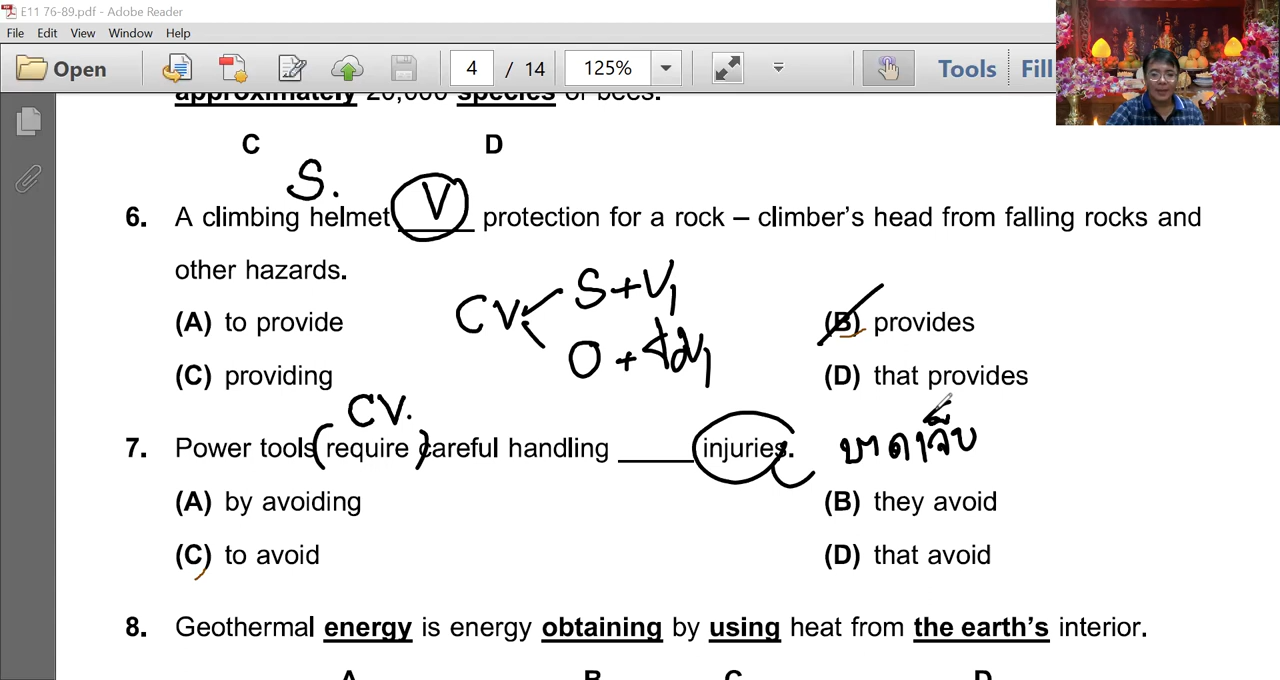 E11 76-89.pdf - Adobe Reader
File Edit View Window Help
Open 4 / 14 125% Tools Fill
approximately 20,000 species of bees.
C D
S. V
6. A climbing helmet ______ protection for a rock – climber's head from falling rocks and
other hazards.
CV S+V1
O+
(A) to provide (B) provides
(C) providing (D) that provides
CV.
7. Power tools (require) careful handling ______ injuries. บาดเจ็บ
(A) by avoiding (B) they avoid
(C) to avoid (D) that avoid
8. Geothermal energy is energy obtaining by using heat from the earth's interior.
A B C D